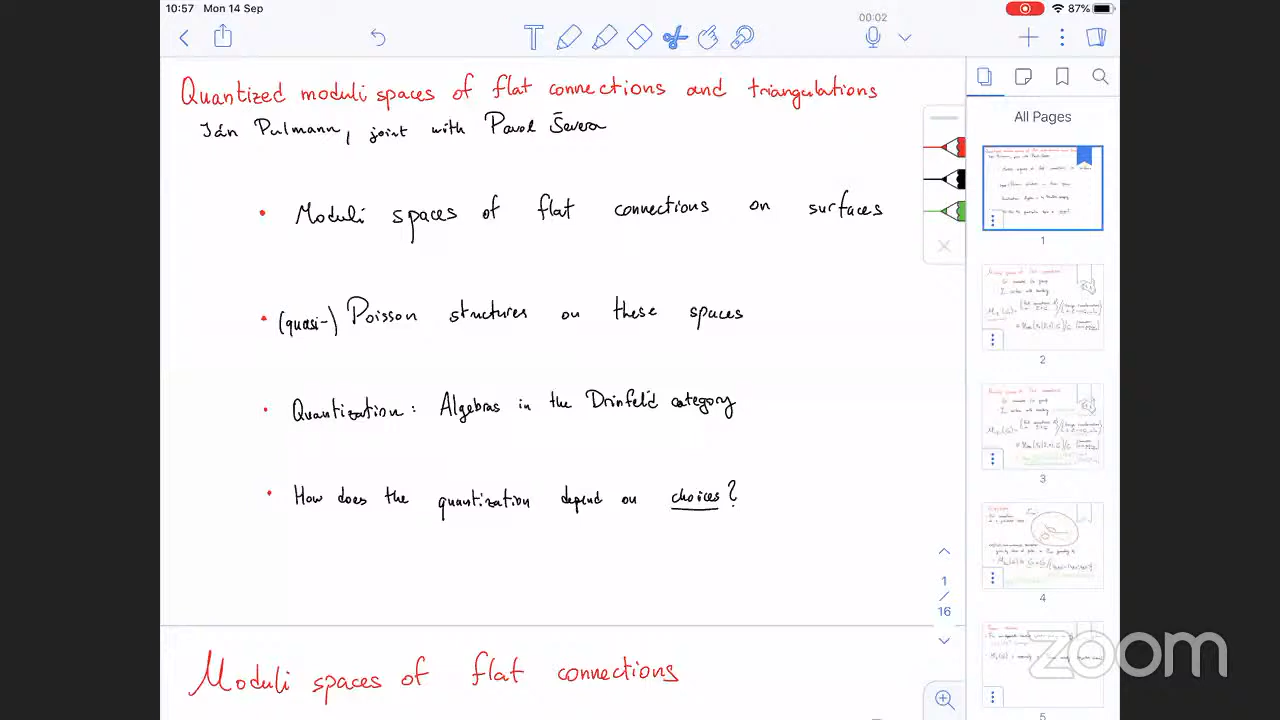 10:57 Mon 14 Sep
87%
00:02
Quantized moduli spaces of flat connections and triangulations
Ján Pulmann, joint with Pavol Ševera
• Moduli spaces of flat connections on surfaces
• (quasi-) Poisson structures on these spaces
• Quantization: Algebras in the Drinfeld category
• How does the quantization depend on choices?
1
/
16
Moduli spaces of flat connections
All Pages
1
2
3
4
5
zoom